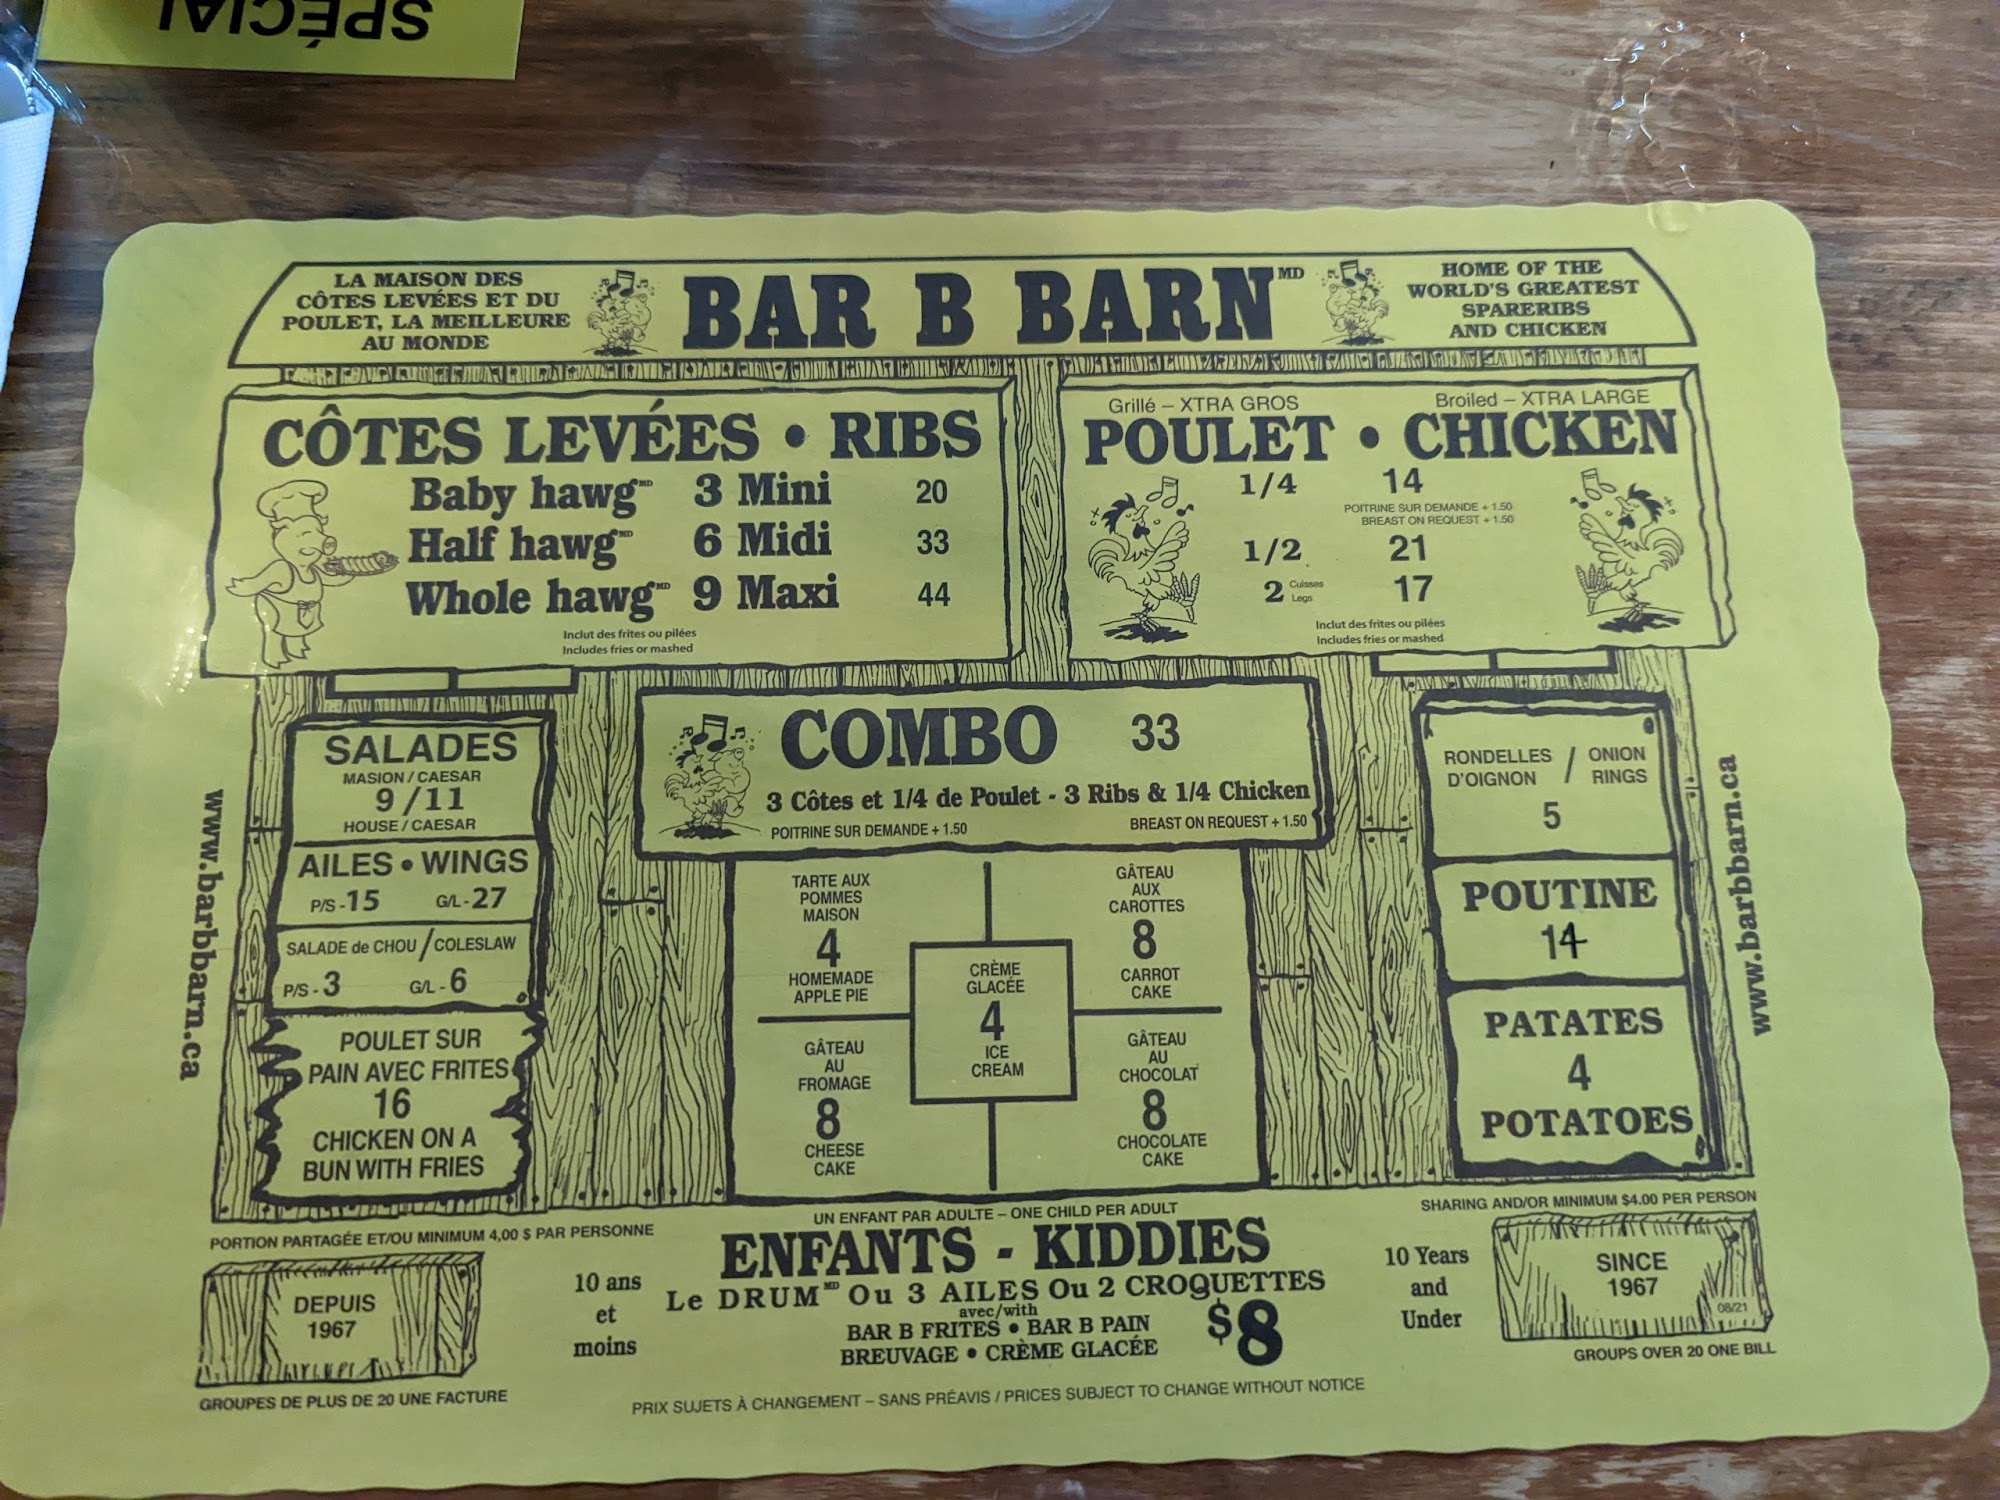 SPÉCIAL
LA MAISON DES
CÔTES LEVÉES ET DU
POULET, LA MEILLEURE
AU MONDE
BAR B BARN MD
HOME OF THE
WORLD'S GREATEST
SPARERIBS
AND CHICKEN
CÔTES LEVÉES • RIBS
Baby hawg MD 3 Mini 20
Half hawg MD 6 Midi 33
Whole hawg MD 9 Maxi 44
Inclut des frites ou pilées
Includes fries or mashed
Grillé – XTRA GROS Broiled – XTRA LARGE
POULET • CHICKEN
1/4 14
POITRINE SUR DEMANDE + 1.50
BREAST ON REQUEST + 1.50
1/2 21
2 Cuisses Legs 17
Inclut des frites ou pilées
Includes fries or mashed
SALADES
MASION / CAESAR
9 / 11
HOUSE / CAESAR
AILES • WINGS
P/S - 15 G/L - 27
SALADE de CHOU / COLESLAW
P/S - 3 G/L - 6
POULET SUR
PAIN AVEC FRITES
16
CHICKEN ON A
BUN WITH FRIES
COMBO 33
3 Côtes et 1/4 de Poulet - 3 Ribs & 1/4 Chicken
POITRINE SUR DEMANDE + 1.50 BREAST ON REQUEST + 1.50
TARTE AUX
POMMES
MAISON
4
HOMEMADE
APPLE PIE
GÂTEAU
AUX
CAROTTES
8
CARROT
CAKE
CRÈME
GLACÉE
4
ICE
CREAM
GÂTEAU
AU
FROMAGE
8
CHEESE
CAKE
GÂTEAU
AU
CHOCOLAT
8
CHOCOLATE
CAKE
RONDELLES D'OIGNON / ONION RINGS
5
POUTINE
14
PATATES
4
POTATOES
www.barbbarn.ca
www.barbbarn.ca
PORTION PARTAGÉE ET/OU MINIMUM 4,00 $ PAR PERSONNE
SHARING AND/OR MINIMUM $4.00 PER PERSON
DEPUIS
1967
GROUPES DE PLUS DE 20 UNE FACTURE
10 ans
et
moins
UN ENFANT PAR ADULTE – ONE CHILD PER ADULT
ENFANTS - KIDDIES
Le DRUM MD Ou 3 AILES Ou 2 CROQUETTES
avec/with
BAR B FRITES • BAR B PAIN
BREUVAGE • CRÈME GLACÉE
$8
10 Years
and
Under
SINCE
1967
08/21
GROUPS OVER 20 ONE BILL
PRIX SUJETS À CHANGEMENT – SANS PRÉAVIS / PRICES SUBJECT TO CHANGE WITHOUT NOTICE